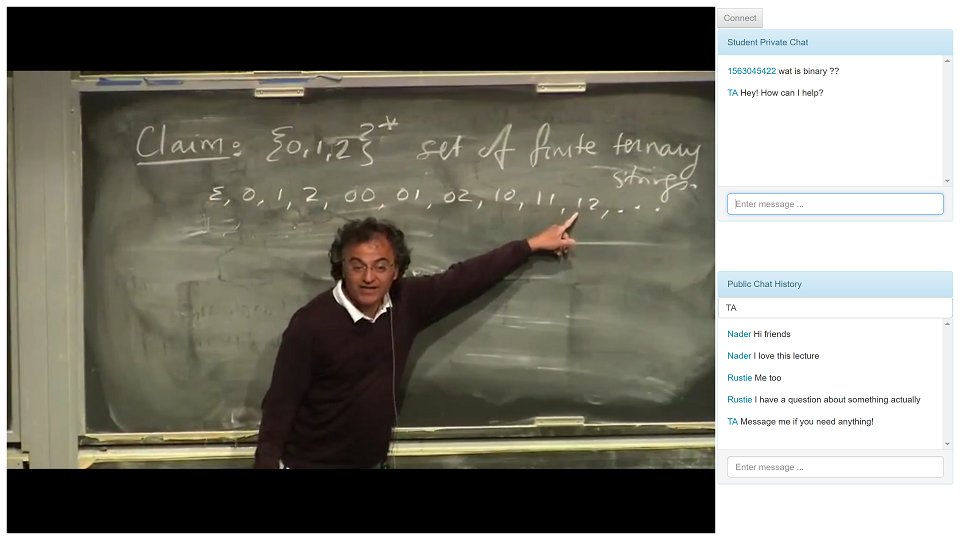 Claim: {0,1,2}* set of finite ternary
strings.
ε, 0, 1, 2, 00, 01, 02, 10, 11, 12, . . .
Connect
Student Private Chat
1563045422 wat is binary ??
TA Hey! How can I help?
Enter message ...
Public Chat History
TA
Nader Hi friends
Nader I love this lecture
Rustie Me too
Rustie I have a question about something actually
TA Message me if you need anything!
Enter message ...